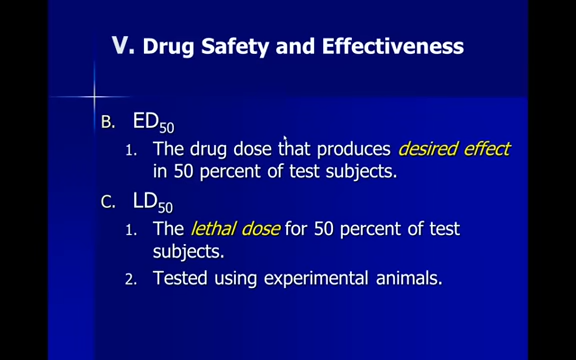 V. Drug Safety and Effectiveness
B. ED50
1. The drug dose that produces desired effect
in 50 percent of test subjects.
C. LD50
1. The lethal dose for 50 percent of test
subjects.
2. Tested using experimental animals.